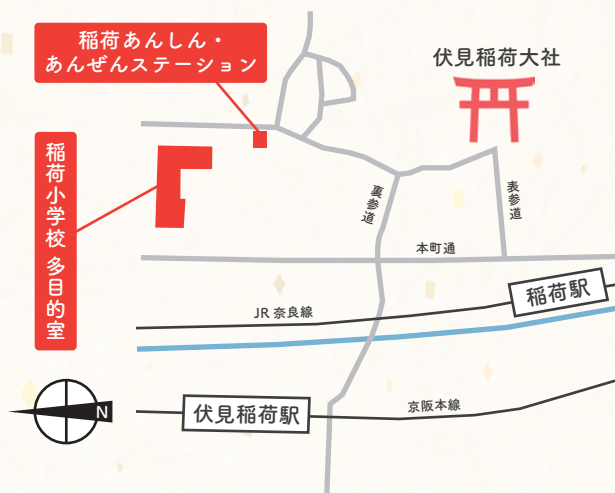 稲荷あんしん・
あんぜんステーション
伏見稲荷大社
稲荷小学校 多目的室
裏参道
表参道
本町通
稲荷駅
JR 奈良線
N
伏見稲荷駅
京阪本線